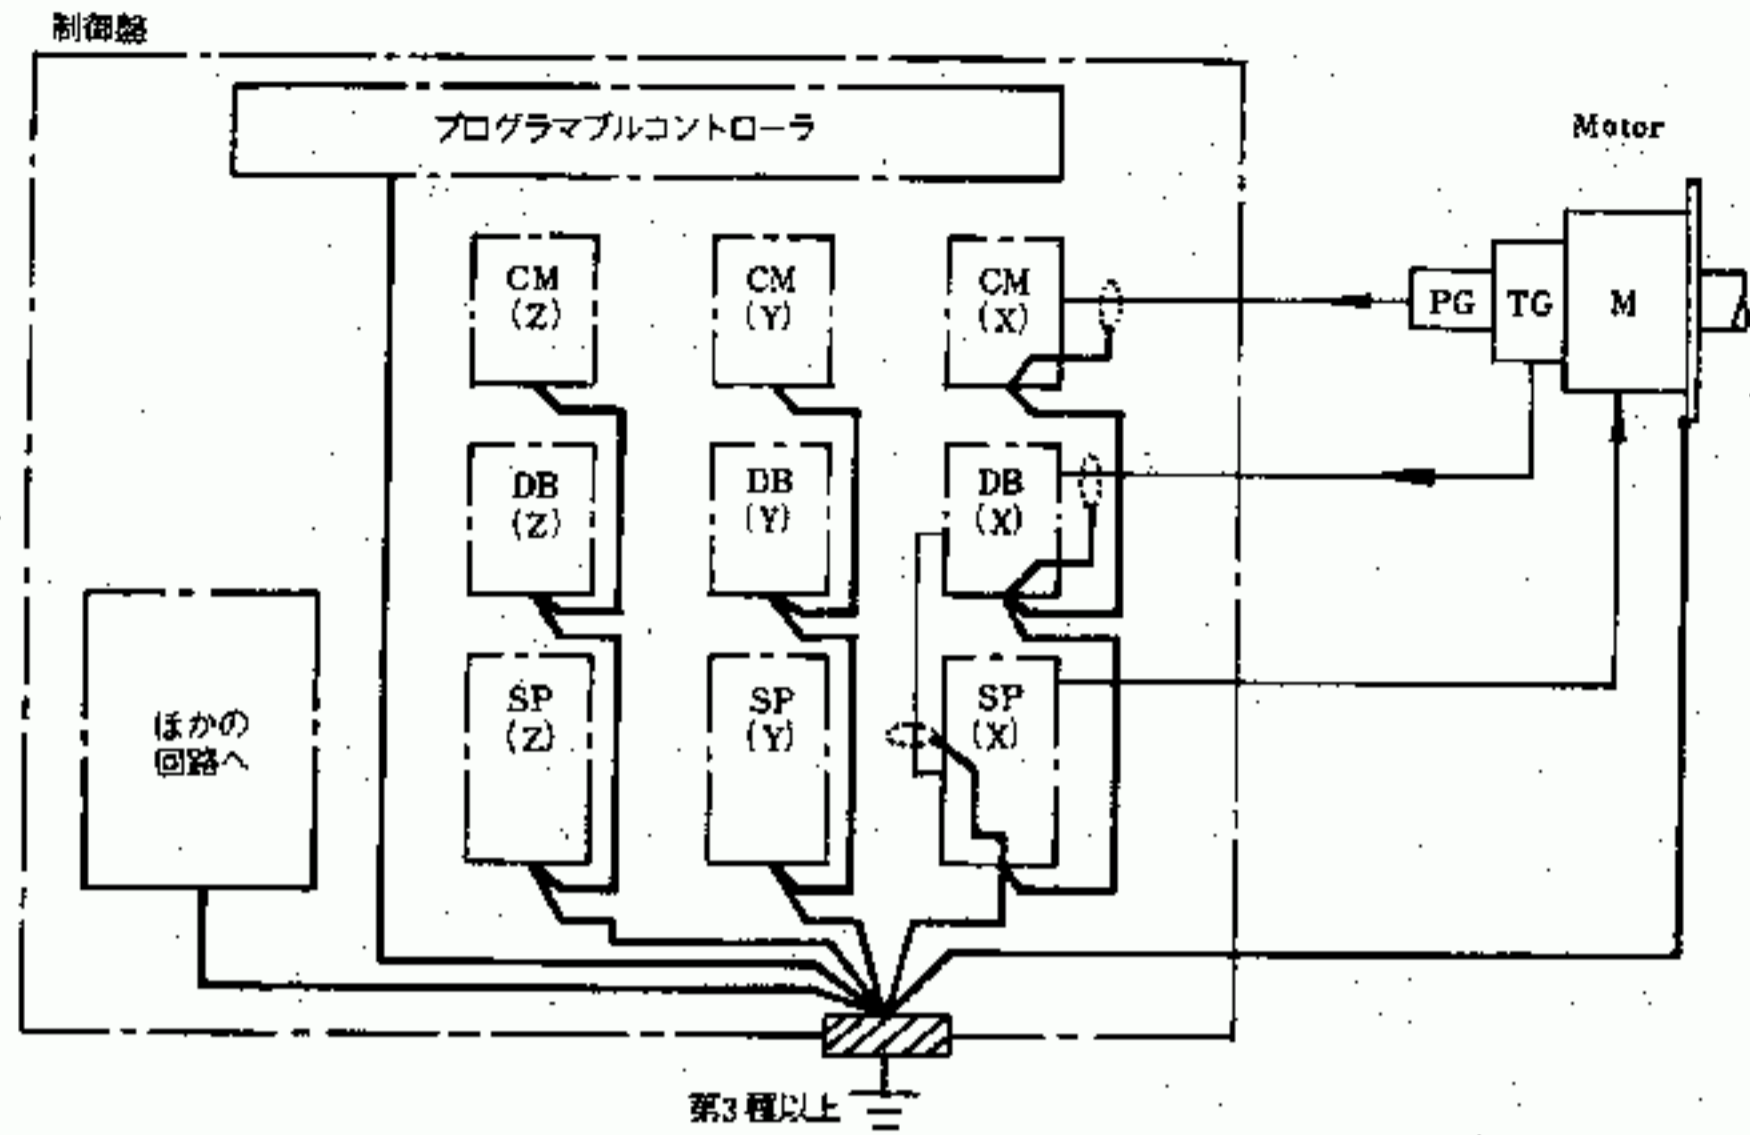 制御盤
プログラマブルコントローラ
Motor
CM
(Z)
CM
(Y)
CM
(X)
PG
TG
M
DB
(Z)
DB
(Y)
DB
(X)
ほかの
回路へ
SP
(Z)
SP
(Y)
SP
(X)
第3種以上